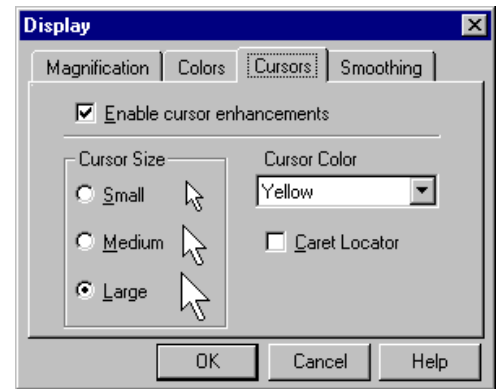 Display
Magnification Colors Cursors Smoothing
Enable cursor enhancements
Cursor Size
Small
Medium
Large
Cursor Color
Yellow
Caret Locator
OK Cancel Help